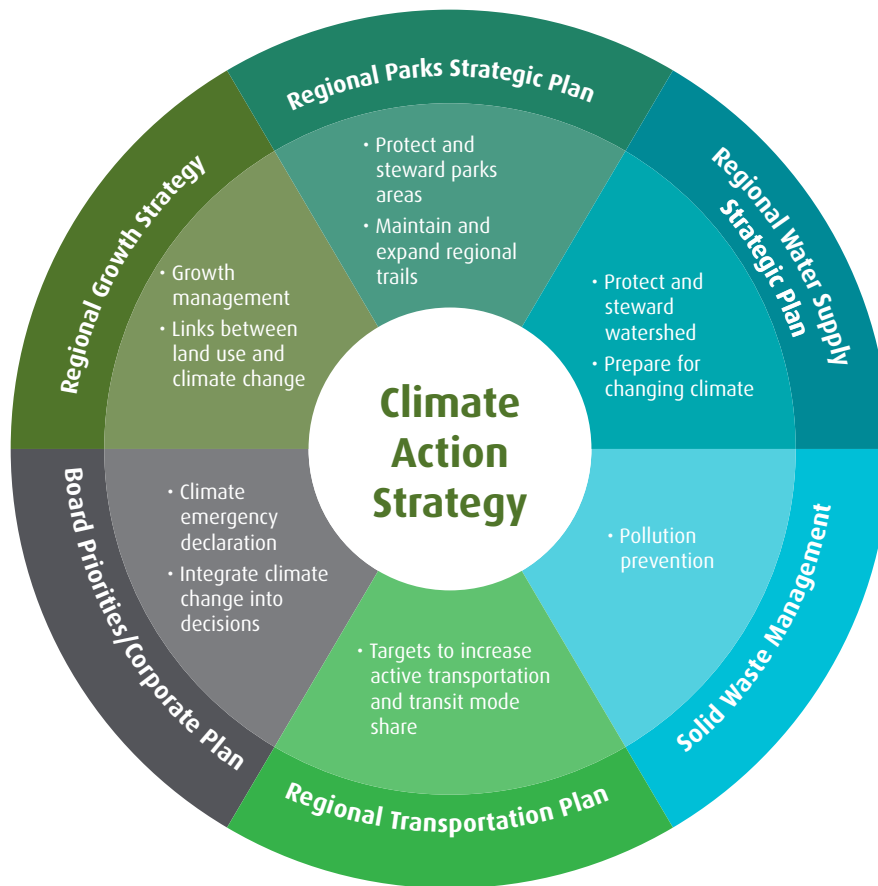 Regional Parks Strategic Plan
• Protect and
steward parks
areas
• Maintain and
expand regional
trails
Regional Water Supply
Strategic Plan
• Protect and
steward
watershed
• Prepare for
changing climate
Solid Waste Management
• Pollution
prevention
Regional Transportation Plan
• Targets to increase
active transportation
and transit mode
share
Board Priorities/Corporate Plan
• Climate
emergency
declaration
• Integrate climate
change into
decisions
Regional Growth Strategy
• Growth
management
• Links between
land use and
climate change
Climate
Action
Strategy